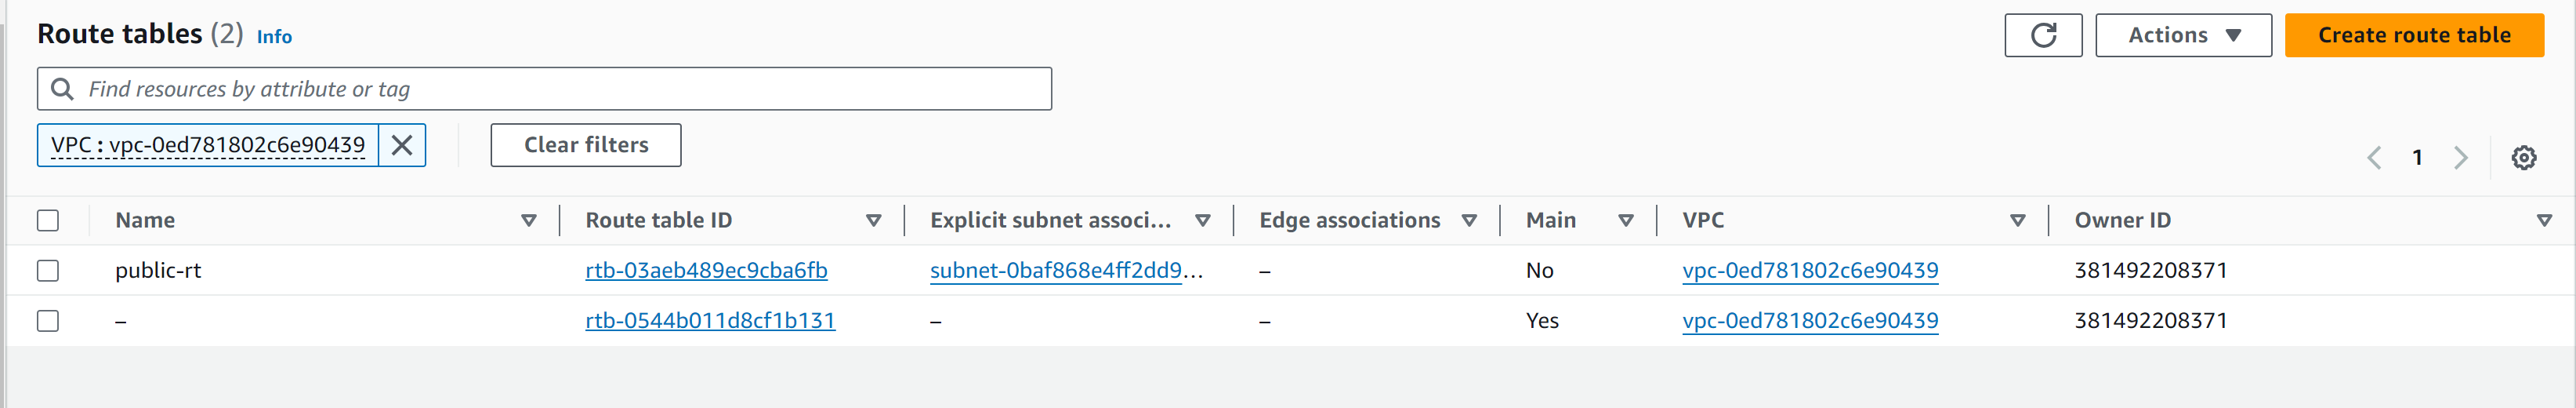 Route tables (2) Info
Actions
Create route table
Find resources by attribute or tag
VPC : vpc-0ed781802c6e90439
Clear filters
1
Name Route table ID Explicit subnet associ... Edge associations Main VPC Owner ID
public-rt rtb-03aeb489ec9cba6fb subnet-0baf868e4ff2dd9... – No vpc-0ed781802c6e90439 381492208371
– rtb-0544b011d8cf1b131 – – Yes vpc-0ed781802c6e90439 381492208371